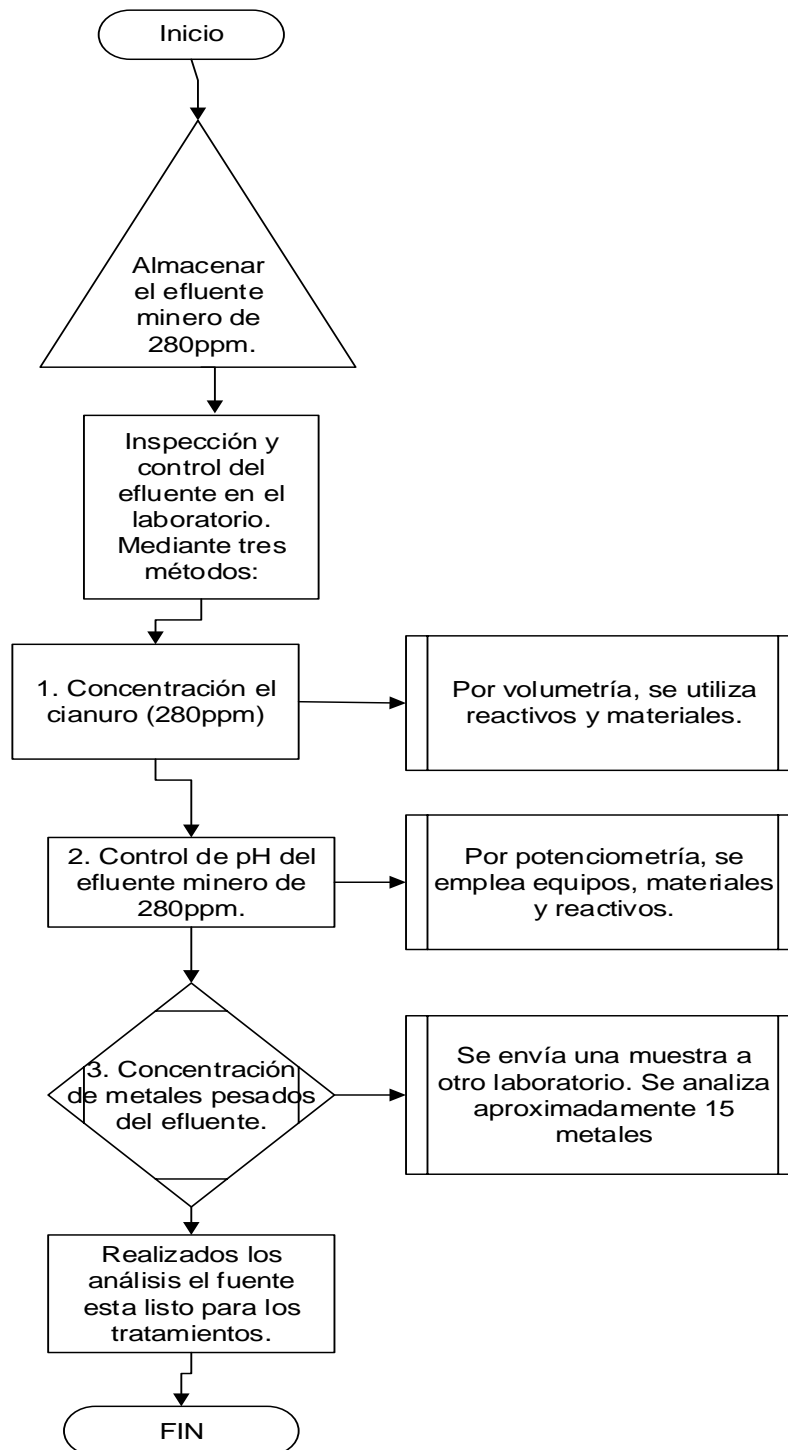 Inicio
Almacenar
el efluente
minero de
280ppm.
Inspección y
control del
efluente en el
laboratorio.
Mediante tres
métodos:
1. Concentración el
cianuro (280ppm)
Por volumetría, se utiliza
reactivos y materiales.
2. Control de pH del
efluente minero de
280ppm.
Por potenciometría, se
emplea equipos, materiales
y reactivos.
3. Concentración
de metales pesados
del efluente.
Se envía una muestra a
otro laboratorio. Se analiza
aproximadamente 15
metales
Realizados los
análisis el fuente
esta listo para los
tratamientos.
FIN